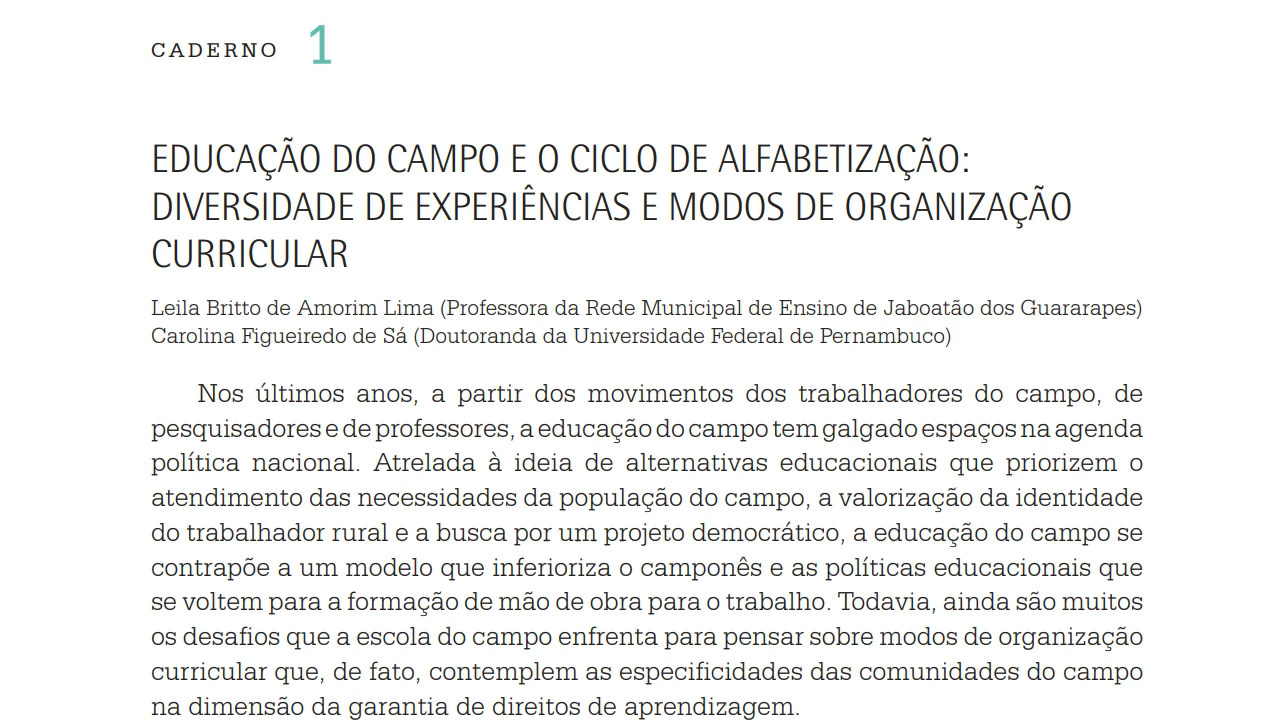 CADERNO 1
EDUCAÇÃO DO CAMPO E O CICLO DE ALFABETIZAÇÃO:
DIVERSIDADE DE EXPERIÊNCIAS E MODOS DE ORGANIZAÇÃO
CURRICULAR
Leila Britto de Amorim Lima (Professora da Rede Municipal de Ensino de Jaboatão dos Guararapes)
Carolina Figueiredo de Sá (Doutoranda da Universidade Federal de Pernambuco)
Nos últimos anos, a partir dos movimentos dos trabalhadores do campo, de
pesquisadores e de professores, a educação do campo tem galgado espaços na agenda
política nacional. Atrelada à ideia de alternativas educacionais que priorizem o
atendimento das necessidades da população do campo, a valorização da identidade
do trabalhador rural e a busca por um projeto democrático, a educação do campo se
contrapõe a um modelo que inferioriza o camponês e as políticas educacionais que
se voltem para a formação de mão de obra para o trabalho. Todavia, ainda são muitos
os desafios que a escola do campo enfrenta para pensar sobre modos de organização
curricular que, de fato, contemplem as especificidades das comunidades do campo
na dimensão da garantia de direitos de aprendizagem.